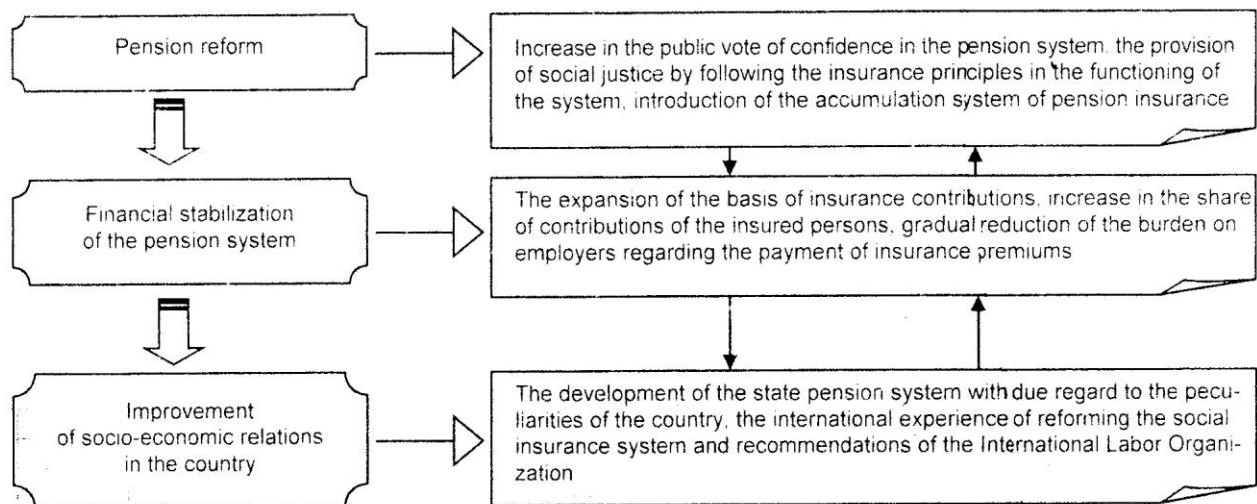 Pension reform
Increase in the public vote of confidence in the pension system, the provision
of social justice by following the insurance principles in the functioning of
the system, introduction of the accumulation system of pension insurance
Financial stabilization
of the pension system
The expansion of the basis of insurance contributions, increase in the share
of contributions of the insured persons, gradual reduction of the burden on
employers regarding the payment of insurance premiums
Improvement
of socio-economic relations
in the country
The development of the state pension system with due regard to the pecu-
liarities of the country, the international experience of reforming the social
insurance system and recommendations of the International Labor Organi-
zation